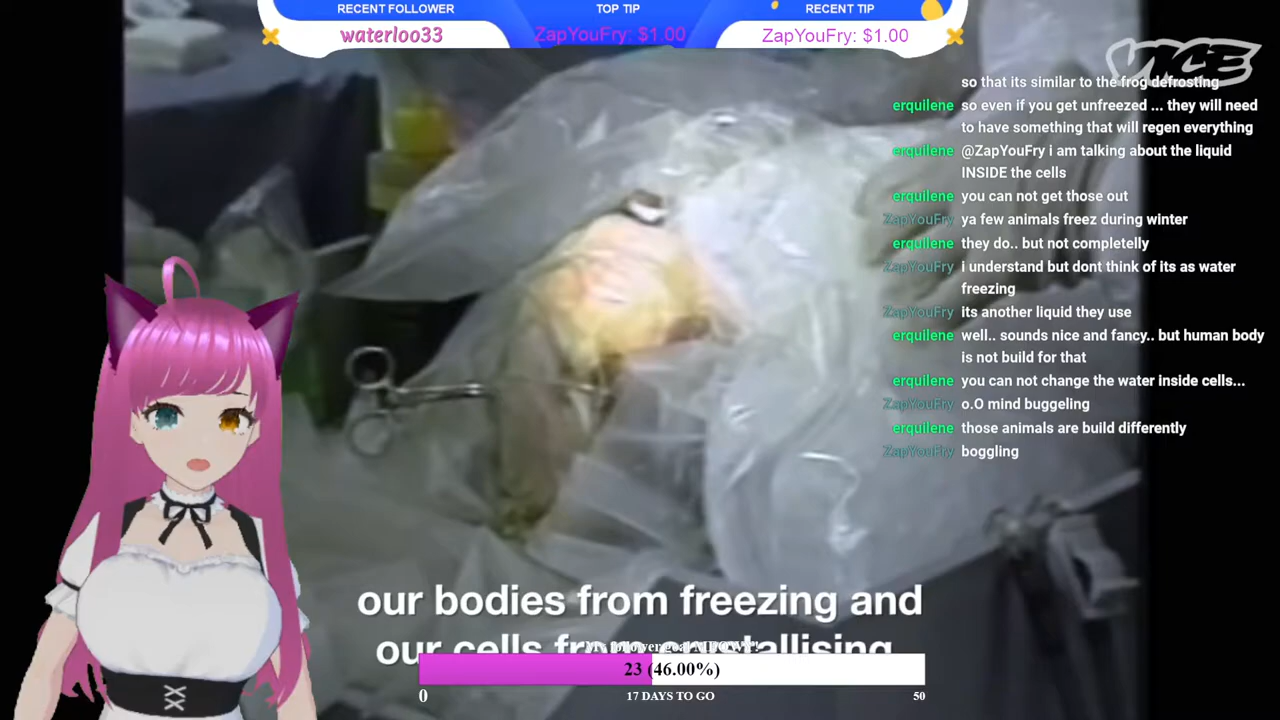 RECENT FOLLOWER
TOP TIP
RECENT TIP
waterloo33
ZapYouFry: $1.00
ZapYouFry: $1.00
VICE
so that its similar to the frog defrosting
erquilene so even if you get unfreezed ... they will need
to have something that will regen everything
erquilene @ZapYouFry i am talking about the liquid
INSIDE the cells
erquilene you can not get those out
ZapYouFry ya few animals freez during winter
erquilene they do.. but not completelly
ZapYouFry i understand but dont think of its as water
freezing
ZapYouFry its another liquid they use
erquilene well.. sounds nice and fancy.. but human body
is not build for that
erquilene you can not change the water inside cells...
ZapYouFry o.O mind buggeling
erquilene those animals are build differently
ZapYouFry boggling
our bodies from freezing and
our cells from crystallising
My follower goal
23 (46.00%)
0
17 DAYS TO GO
50